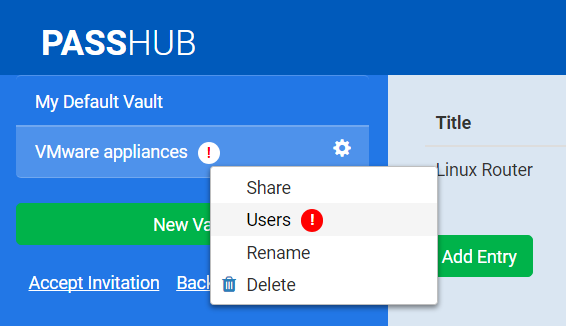 PASSHUB
My Default Vault
VMware appliances !
Title
Linux Router
Share
Users !
Rename
Delete
New Va
Add Entry
Accept Invitation
Back